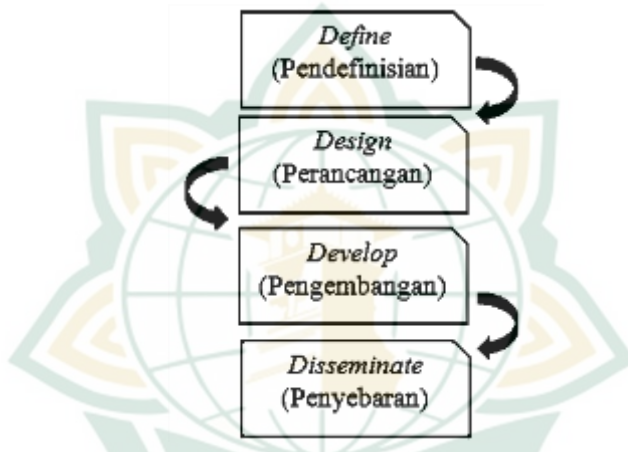 Define
(Pendefinisian)
Design
(Perancangan)
Develop
(Pengembangan)
Disseminate
(Penyebaran)